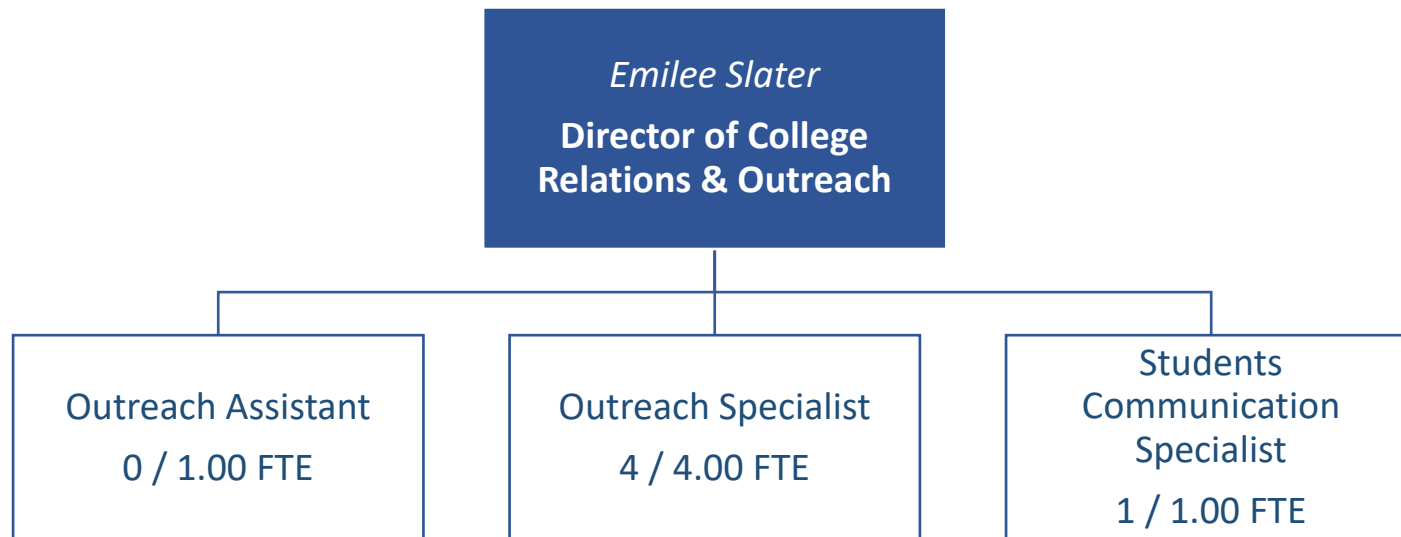 Emilee Slater
Director of College
Relations & Outreach
Outreach Assistant
0 / 1.00 FTE
Outreach Specialist
4 / 4.00 FTE
Students
Communication
Specialist
1 / 1.00 FTE